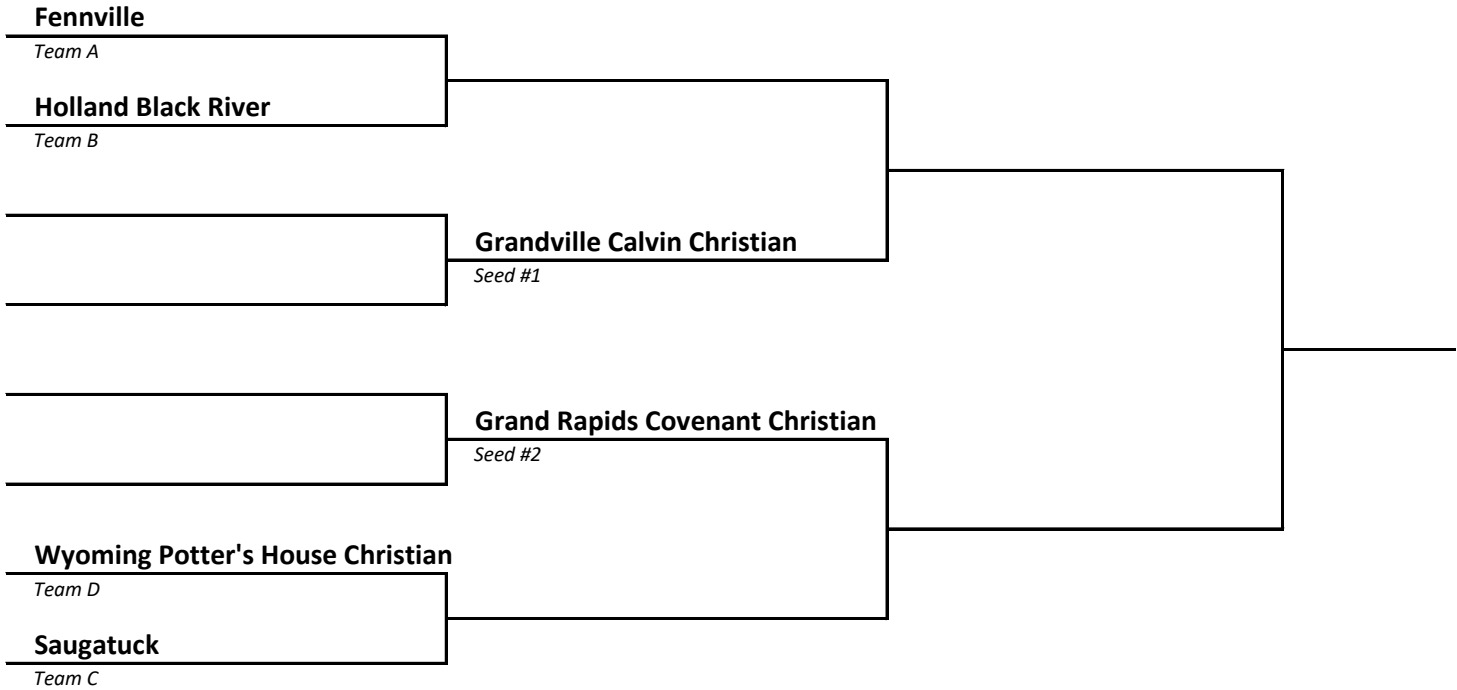 Fennville
Team A
Holland Black River
Team B
Grandville Calvin Christian
Seed #1
Grand Rapids Covenant Christian
Seed #2
Wyoming Potter's House Christian
Team D
Saugatuck
Team C